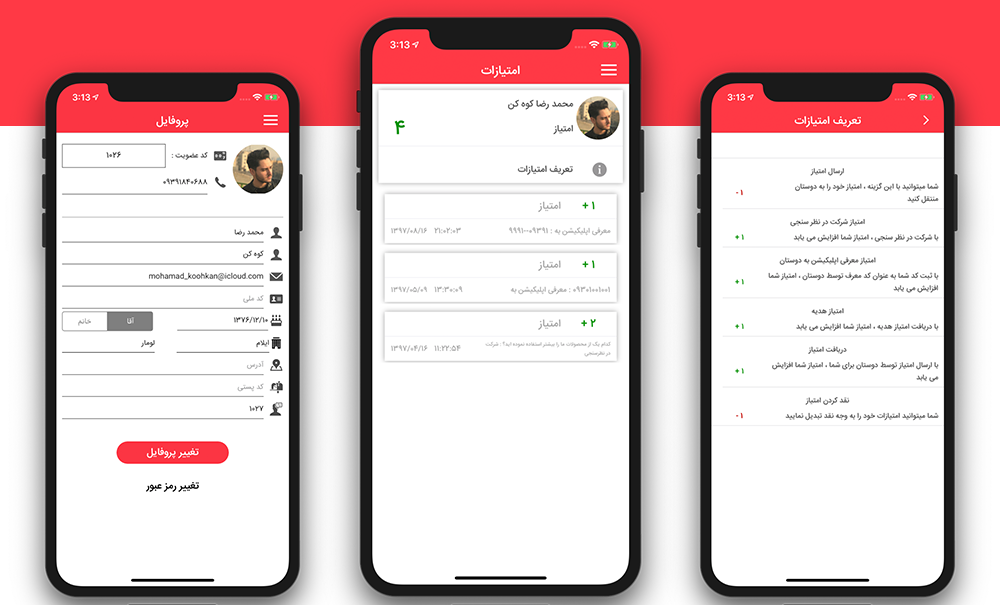 3:13
پروفایل
کد عضویت :
۱۰۲۶
۰۹۳۹۱۸۴۰۶۸۸
محمد رضا
کوه کن
mohamad_koohkan@icloud.com
کد ملی
۱۳۷۶/۱۲/۱۰
آقا
خانم
ایلام
لومار
آدرس
کد پستی
۱۰۲۷
تغییر پروفایل
تغییر رمز عبور
3:13
امتیازات
محمد رضا کوه کن
امتیاز
۴
تعریف امتیازات
+ ۱
امتیاز
معرفی اپلیکیشن به : ۰۹۳۹۱-۹۹۹۱
۲۱:۰۲:۰۳
۱۳۹۷/۰۸/۱۶
+ ۱
امتیاز
۰۹۳۰۱۰۰۱۰۰۱ : معرفی اپلیکیشن به
۱۳:۳۰:۰۹
۱۳۹۷/۰۵/۰۹
+ ۲
امتیاز
کدام یک از محصولات ما را بیشتر استفاده نموده اید؟ : شرکت
در نظرسنجی
۱۱:۲۲:۵۴
۱۳۹۷/۰۴/۱۶
3:13
تعریف امتیازات
ارسال امتیاز
شما میتوانید با این گزینه ، امتیاز خود را به دوستان
منتقل کنید
-۱
امتیاز شرکت در نظر سنجی
با شرکت در نظر سنجی ، امتیاز شما افزایش می یابد
+۱
امتیاز معرفی اپلیکیشن به دوستان
با ثبت کد شما به عنوان کد معرف توسط دوستان ، امتیاز شما
افزایش می یابد
+۱
امتیاز هدیه
با دریافت امتیاز هدیه ، امتیاز شما افزایش می یابد
+۱
دریافت امتیاز
با ارسال امتیاز توسط دوستان برای شما ، امتیاز شما افزایش
می یابد
+۱
نقد کردن امتیاز
شما میتوانید امتیازات خود را به وجه نقد تبدیل نمایید
-۱